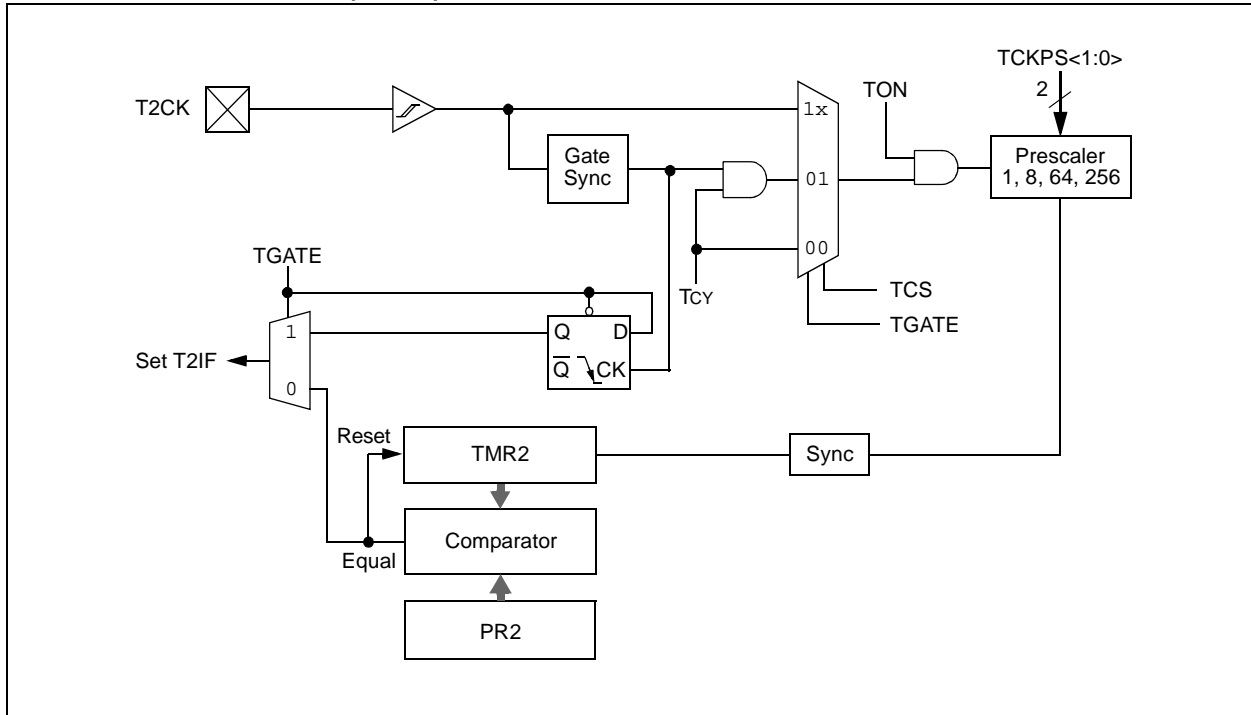 TCKPS<1:0>
2
T2CK
TON
1x
Gate
Sync
Prescaler
1, 8, 64, 256
01
00
TGATE
TCY
TCS
TGATE
1
Q
D
Set T2IF
Q
CK
0
Reset
TMR2
Sync
Comparator
Equal
PR2